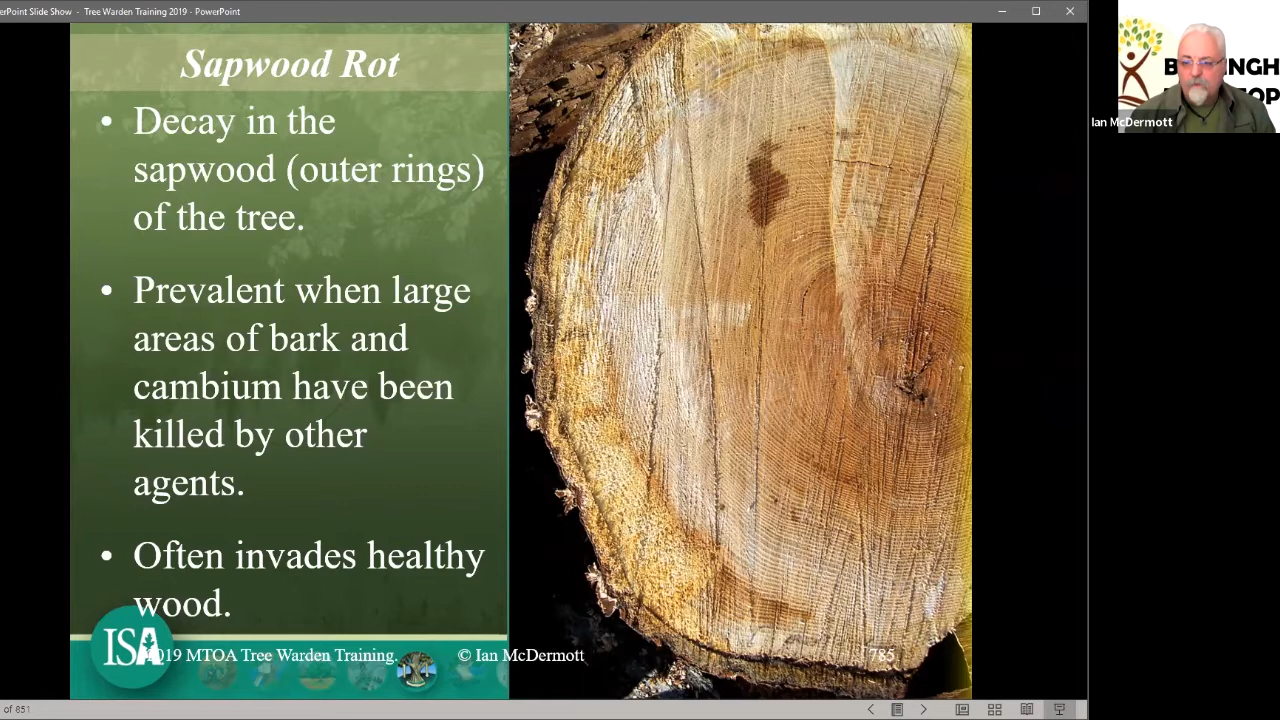 PowerPoint Slide Show - Tree Warden Training 2019 - PowerPoint
Sapwood Rot
• Decay in the
sapwood (outer rings)
of the tree.
• Prevalent when large
areas of bark and
cambium have been
killed by other
agents.
• Often invades healthy
wood.
ISA
2019 MTOA Tree Warden Training.
© Ian McDermott
785
of 851
Ian McDermott